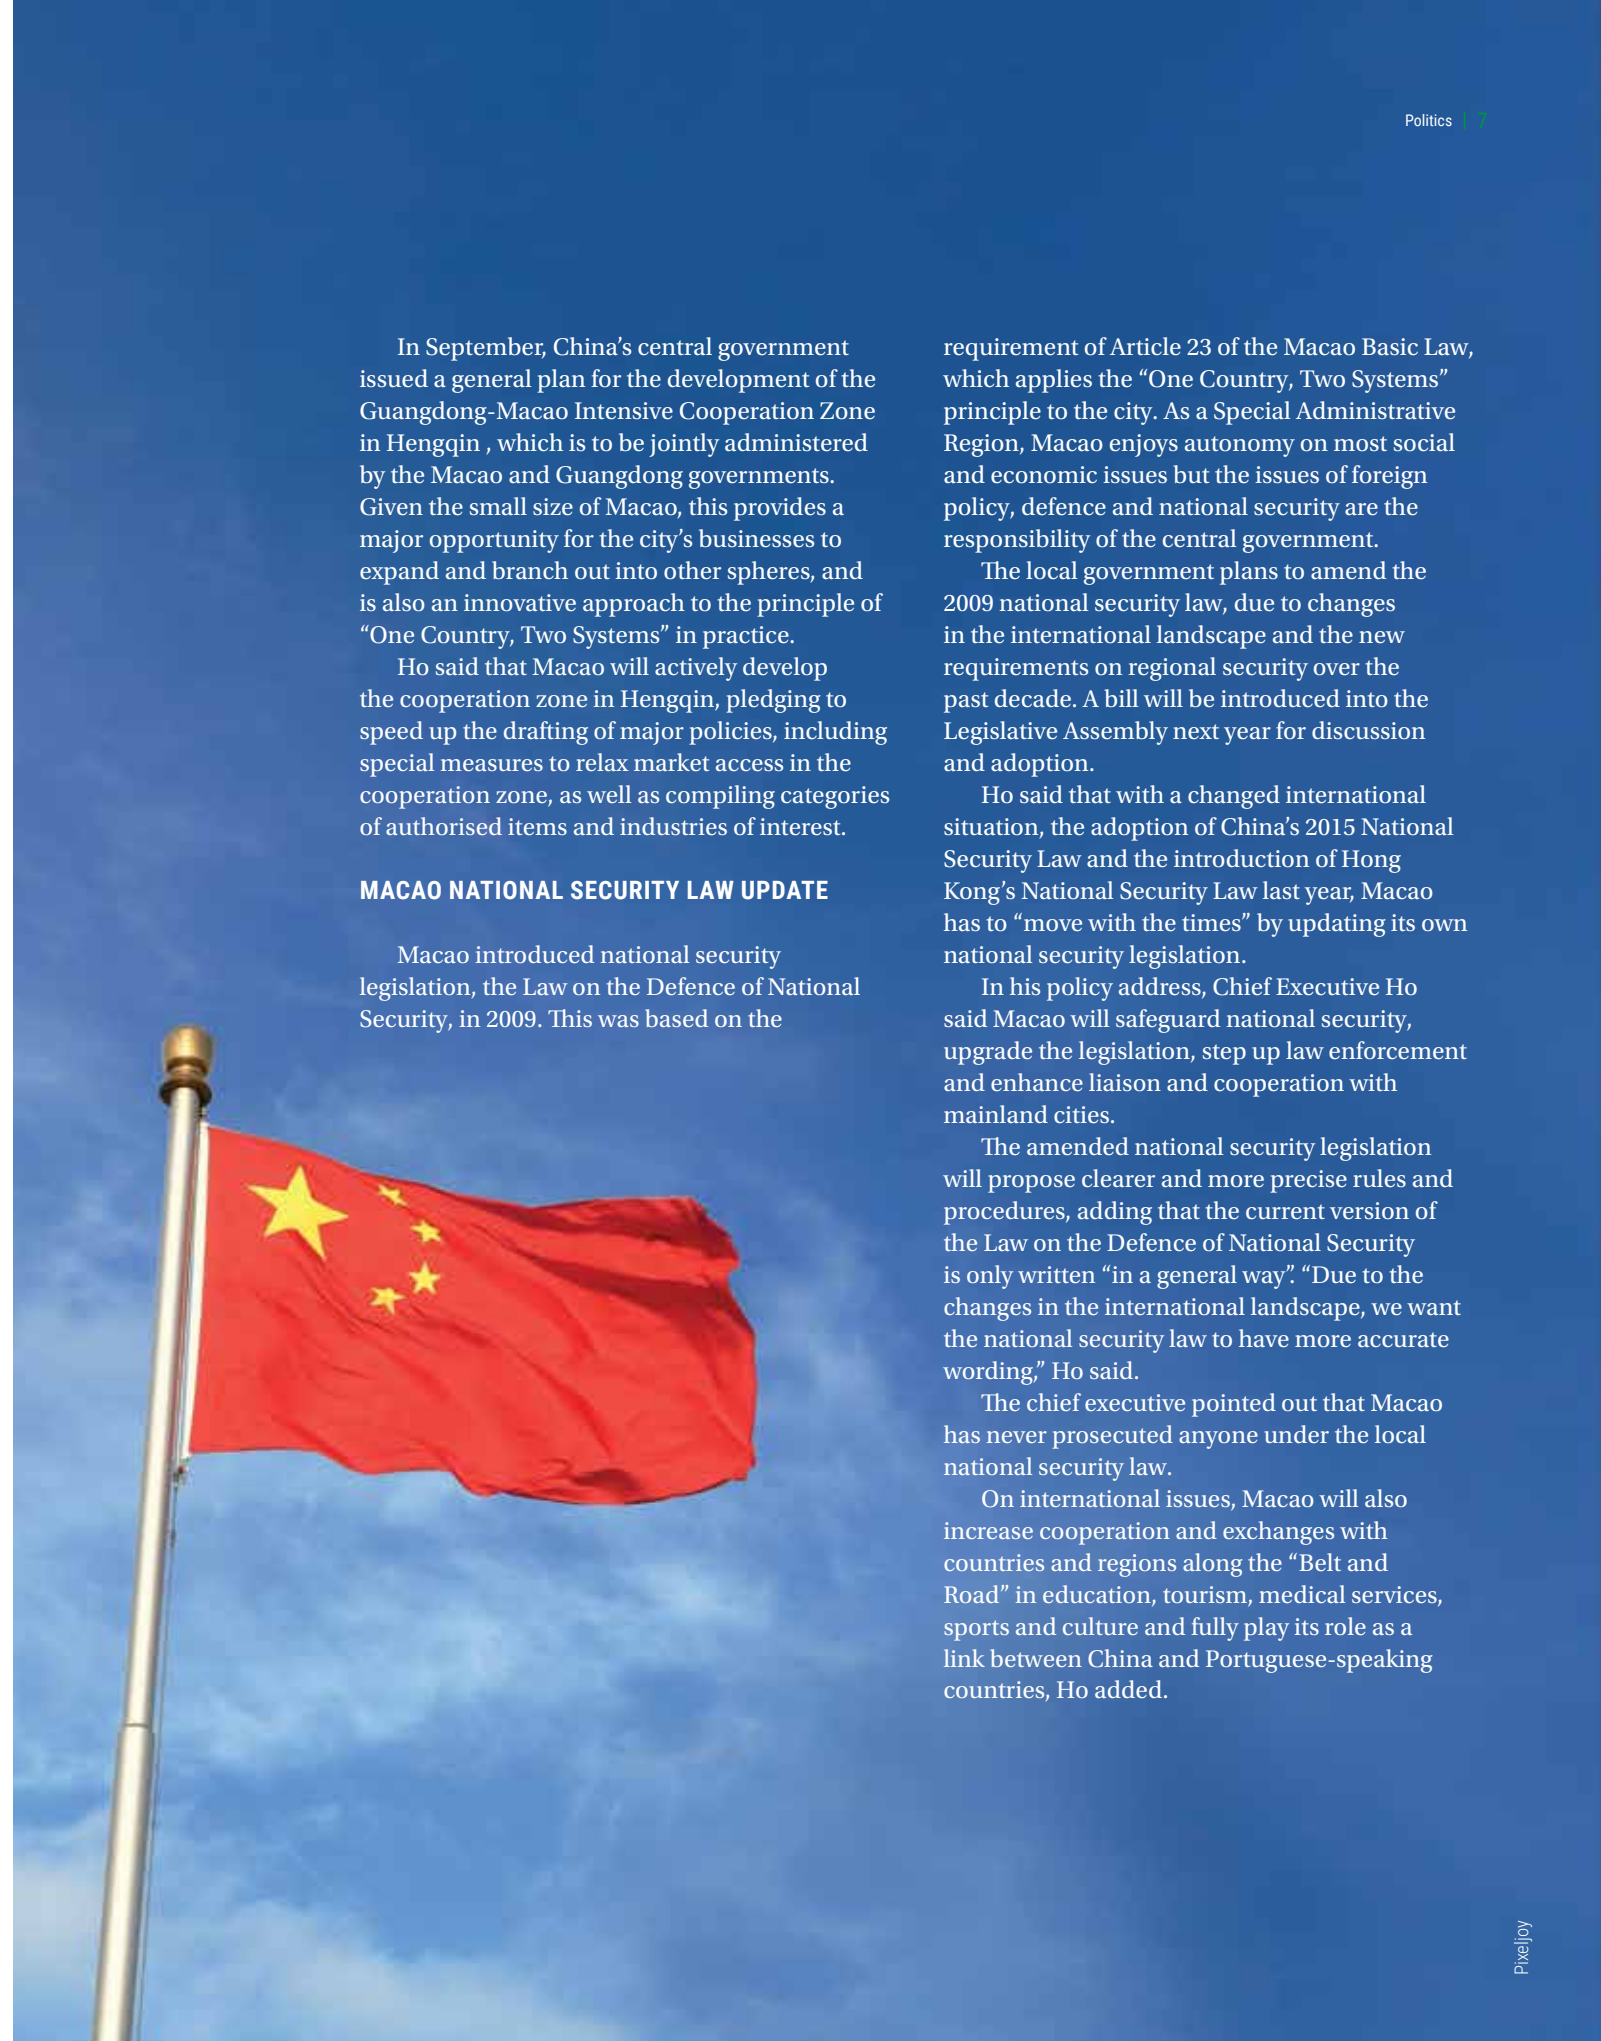 Politics | 7
In September, China’s central government
issued a general plan for the development of the
Guangdong-Macao Intensive Cooperation Zone
in Hengqin , which is to be jointly administered
by the Macao and Guangdong governments.
Given the small size of Macao, this provides a
major opportunity for the city’s businesses to
expand and branch out into other spheres, and
is also an innovative approach to the principle of
“One Country, Two Systems” in practice.
Ho said that Macao will actively develop
the cooperation zone in Hengqin, pledging to
speed up the drafting of major policies, including
special measures to relax market access in the
cooperation zone, as well as compiling categories
of authorised items and industries of interest.
MACAO NATIONAL SECURITY LAW UPDATE
Macao introduced national security
legislation, the Law on the Defence of National
Security, in 2009. This was based on the
requirement of Article 23 of the Macao Basic Law,
which applies the “One Country, Two Systems”
principle to the city. As a Special Administrative
Region, Macao enjoys autonomy on most social
and economic issues but the issues of foreign
policy, defence and national security are the
responsibility of the central government.
The local government plans to amend the
2009 national security law, due to changes
in the international landscape and the new
requirements on regional security over the
past decade. A bill will be introduced into the
Legislative Assembly next year for discussion
and adoption.
Ho said that with a changed international
situation, the adoption of China’s 2015 National
Security Law and the introduction of Hong
Kong’s National Security Law last year, Macao
has to “move with the times” by updating its own
national security legislation.
In his policy address, Chief Executive Ho
said Macao will safeguard national security,
upgrade the legislation, step up law enforcement
and enhance liaison and cooperation with
mainland cities.
The amended national security legislation
will propose clearer and more precise rules and
procedures, adding that the current version of
the Law on the Defence of National Security
is only written “in a general way”. “Due to the
changes in the international landscape, we want
the national security law to have more accurate
wording,” Ho said.
The chief executive pointed out that Macao
has never prosecuted anyone under the local
national security law.
On international issues, Macao will also
increase cooperation and exchanges with
countries and regions along the “Belt and
Road” in education, tourism, medical services,
sports and culture and fully play its role as a
link between China and Portuguese-speaking
countries, Ho added.
Pixeljoy